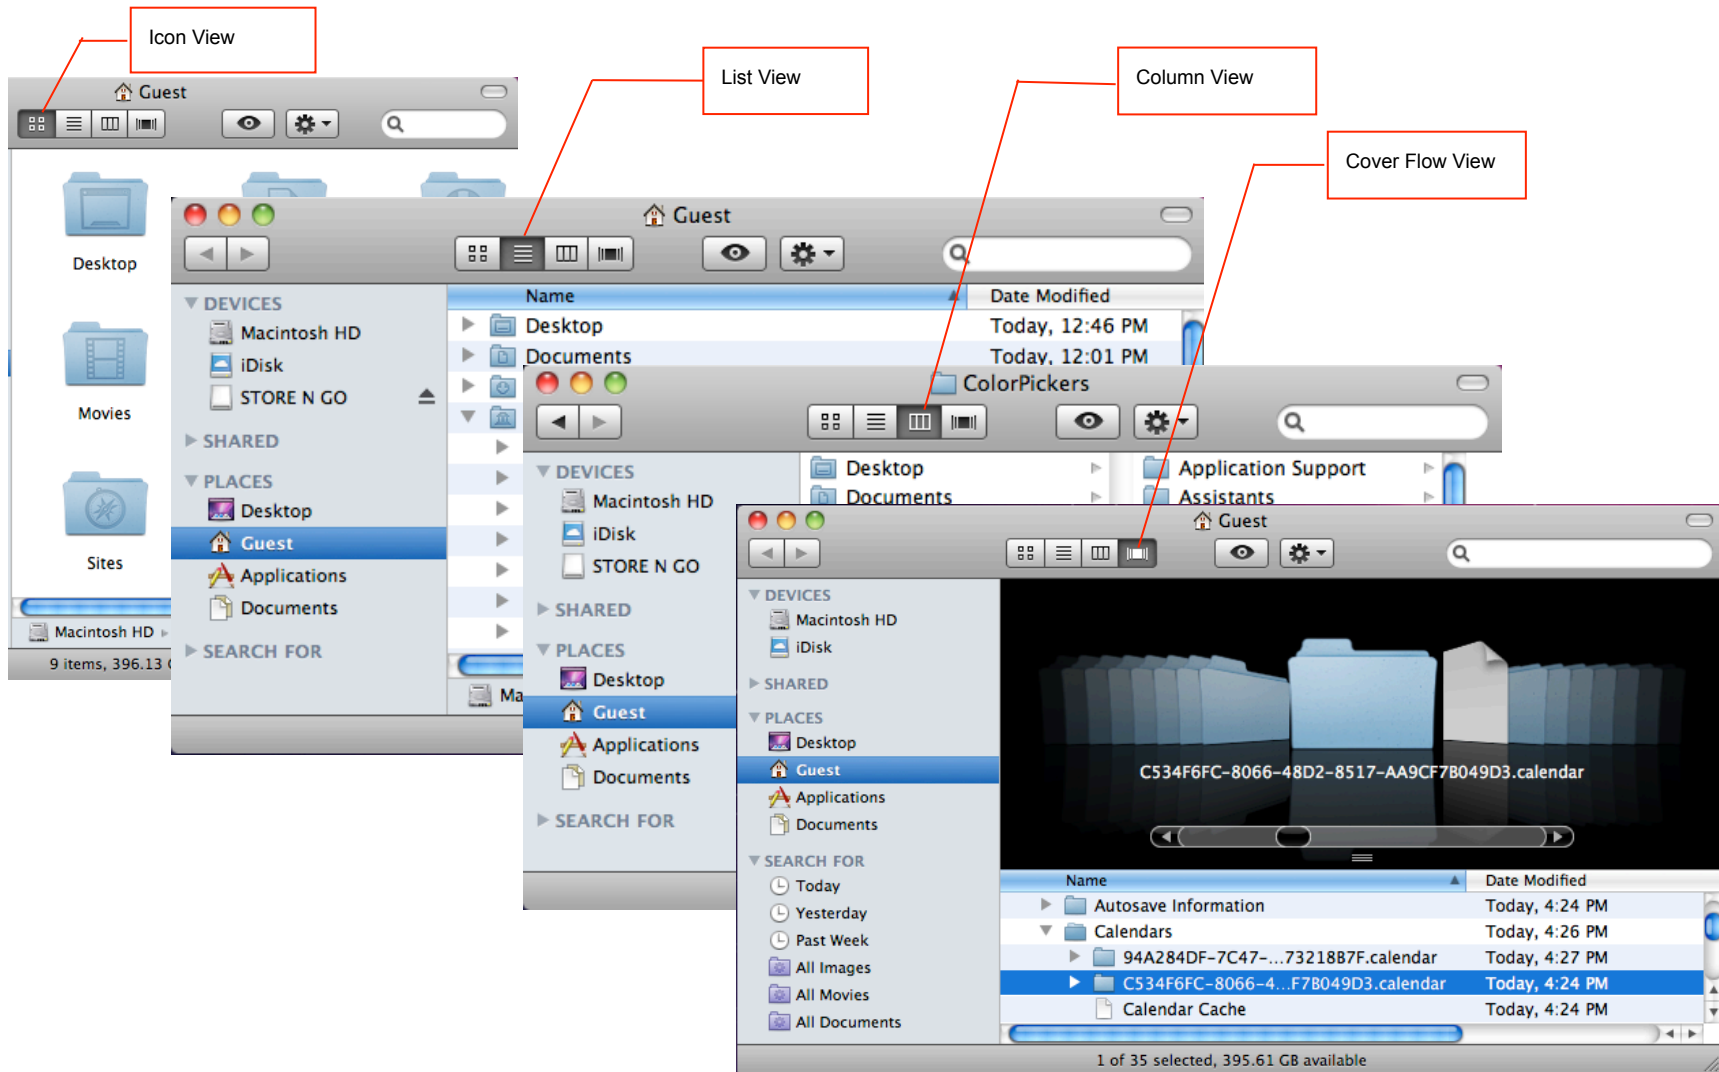 Icon View
List View
Column View
Cover Flow View
Guest
Desktop
Movies
Sites
Macintosh HD
9 items, 396.13
Guest
DEVICES
Macintosh HD
iDisk
STORE N GO
SHARED
PLACES
Desktop
Guest
Applications
Documents
SEARCH FOR
Name Date Modified
Desktop Today, 12:46 PM
Documents Today, 12:01 PM
ColorPickers
DEVICES
Macintosh HD
iDisk
STORE N GO
SHARED
PLACES
Desktop
Guest
Applications
Documents
SEARCH FOR
Desktop
Documents
Application Support
Assistants
Guest
DEVICES
Macintosh HD
iDisk
SHARED
PLACES
Desktop
Guest
Applications
Documents
SEARCH FOR
Today
Yesterday
Past Week
All Images
All Movies
All Documents
C534F6FC-8066-48D2-8517-AA9CF7B049D3.calendar
Name Date Modified
Autosave Information Today, 4:24 PM
Calendars Today, 4:26 PM
94A284DF-7C47-...73218B7F.calendar Today, 4:27 PM
C534F6FC-8066-4...F7B049D3.calendar Today, 4:24 PM
Calendar Cache Today, 4:24 PM
1 of 35 selected, 395.61 GB available